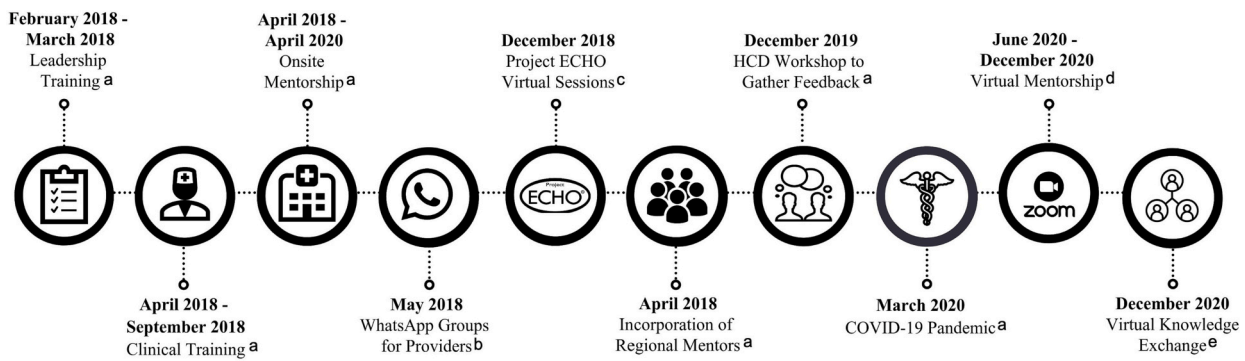 February 2018 -
March 2018
Leadership
Training a
April 2018 -
September 2018
Clinical Training a
April 2018 -
April 2020
Onsite
Mentorship a
May 2018
WhatsApp Groups
for Providers b
December 2018
Project ECHO
Virtual Sessions c
Project
ECHO®
April 2018
Incorporation of
Regional Mentors a
December 2019
HCD Workshop to
Gather Feedback a
March 2020
COVID-19 Pandemic a
June 2020 -
December 2020
Virtual Mentorship d
zoom
December 2020
Virtual Knowledge
Exchange e